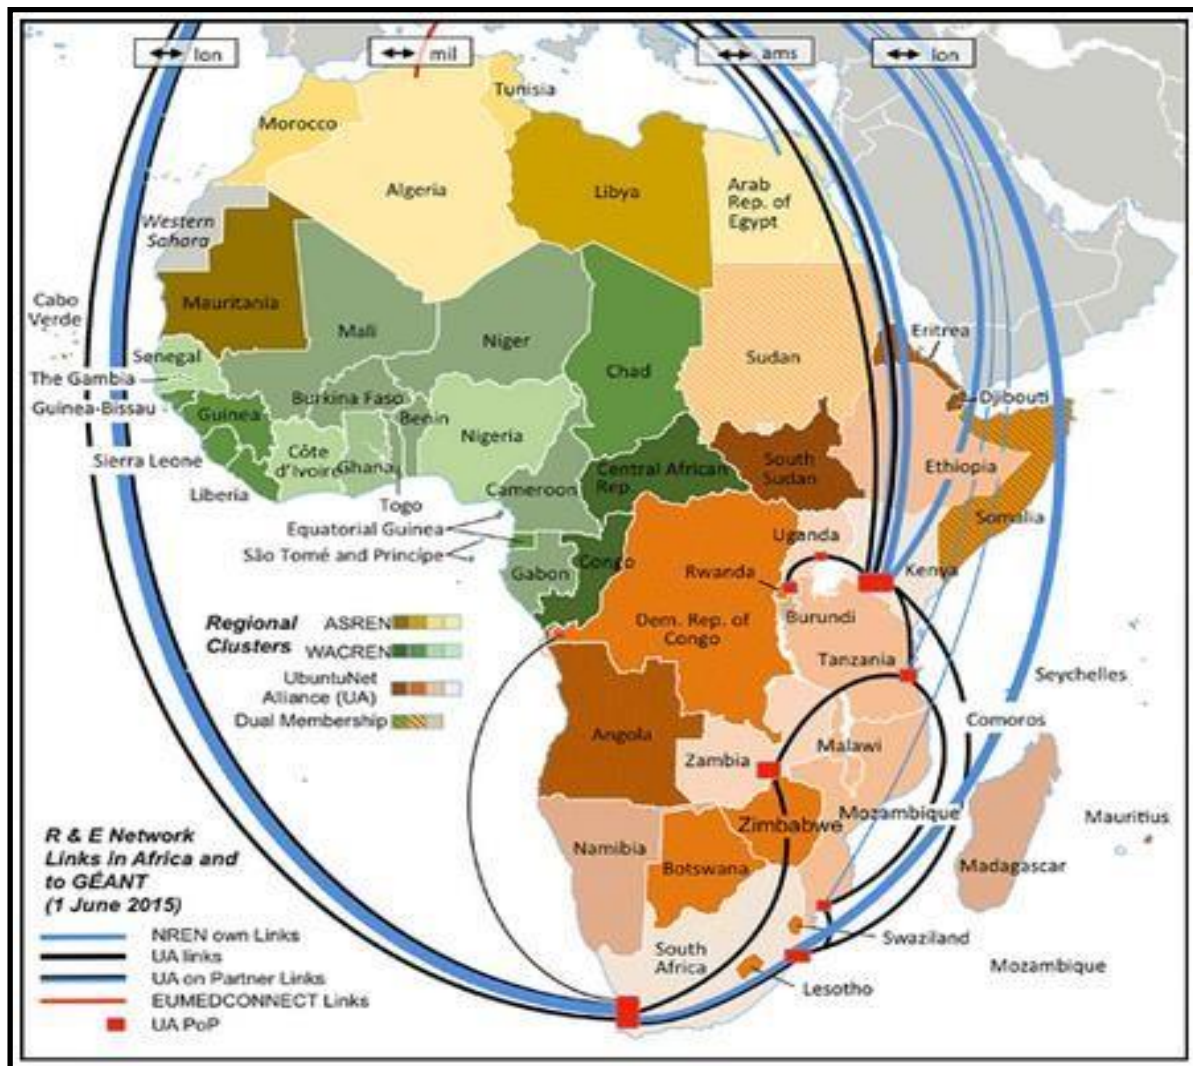 lon
mil
ams
lon
Tunisia
Morocco
Algeria
Libya
Arab
Rep. of
Egypt
Western
Sahara
Mauritania
Cabo
Verde
Mali
Niger
Chad
Sudan
Eritrea
Senegal
The Gambia
Guinea-Bissau
Guinea
Burkina Faso
Benin
Nigeria
Djibouti
Sierra Leone
Côte
d'Ivoire
Ghana
Central African
Rep.
South
Sudan
Ethiopia
Liberia
Togo
Cameroon
Somalia
Equatorial Guinea
São Tomé and Principe
Gabon
Congo
Uganda
Rwanda
Kenya
Burundi
Dem. Rep. of
Congo
Tanzania
Seychelles
Regional
Clusters
ASREN
WACREN
UbuntuNet
Alliance (UA)
Dual Membership
Comoros
Angola
Zambia
Malawi
Mozambique
Zimbabwe
Mauritius
Namibia
Botswana
Madagascar
R & E Network
Links in Africa and
to GÉANT
(1 June 2015)
NREN own Links
UA links
UA on Partner Links
EUMEDCONNECT Links
UA PoP
South
Africa
Swaziland
Lesotho
Mozambique